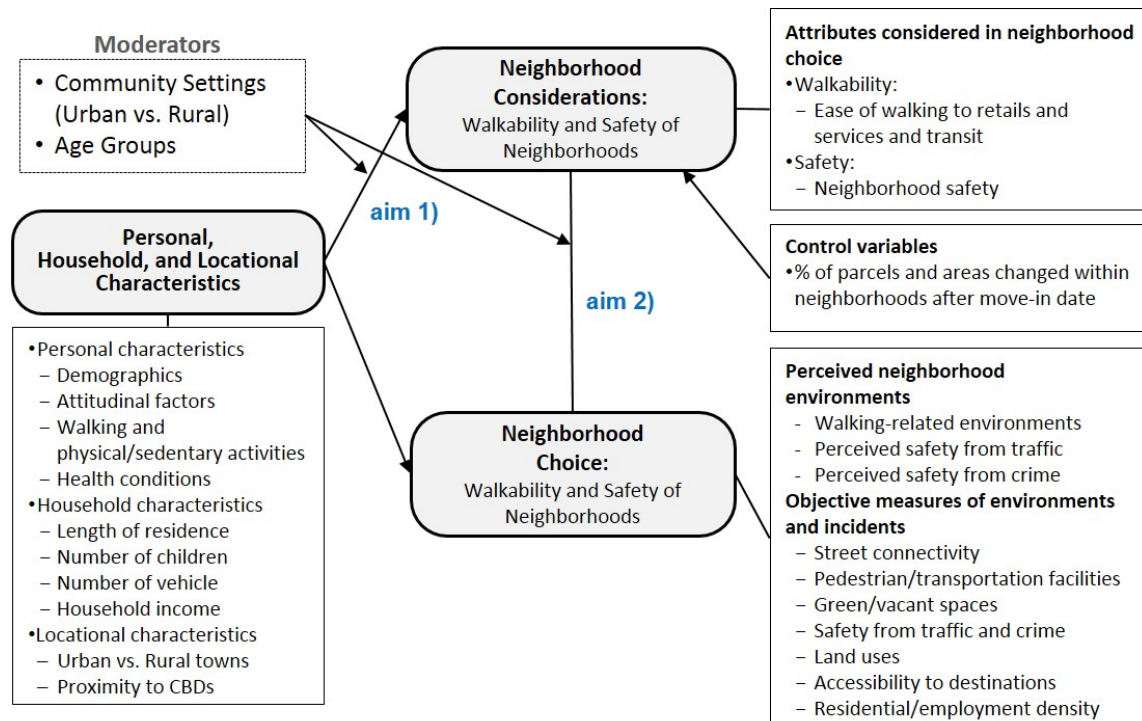 Moderators
• Community Settings
(Urban vs. Rural)
• Age Groups
Personal,
Household, and Locational
Characteristics
•Personal characteristics
– Demographics
– Attitudinal factors
– Walking and
physical/sedentary activities
– Health conditions
•Household characteristics
– Length of residence
– Number of children
– Number of vehicle
– Household income
•Locational characteristics
– Urban vs. Rural towns
– Proximity to CBDs
aim 1)
Neighborhood
Considerations:
Walkability and Safety of
Neighborhoods
aim 2)
Neighborhood
Choice:
Walkability and Safety of
Neighborhoods
Attributes considered in neighborhood
choice
•Walkability:
– Ease of walking to retails and
services and transit
•Safety:
– Neighborhood safety
Control variables
•% of parcels and areas changed within
neighborhoods after move-in date
Perceived neighborhood
environments
- Walking-related environments
- Perceived safety from traffic
- Perceived safety from crime
Objective measures of environments
and incidents
– Street connectivity
– Pedestrian/transportation facilities
– Green/vacant spaces
– Safety from traffic and crime
– Land uses
– Accessibility to destinations
– Residential/employment density